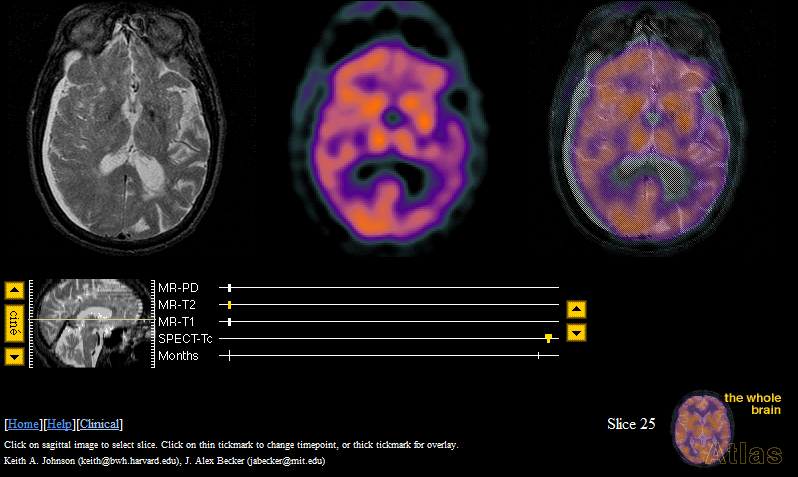 MR-PD
MR-T2
MR-T1
SPECT-Tc
Months
ciné
[Home][Help][Clinical]
Slice 25
the whole
brain
Atlas
Click on sagittal image to select slice. Click on thin tickmark to change timepoint, or thick tickmark for overlay.
Keith A. Johnson (keith@bwh.harvard.edu), J. Alex Becker (jabecker@mit.edu)